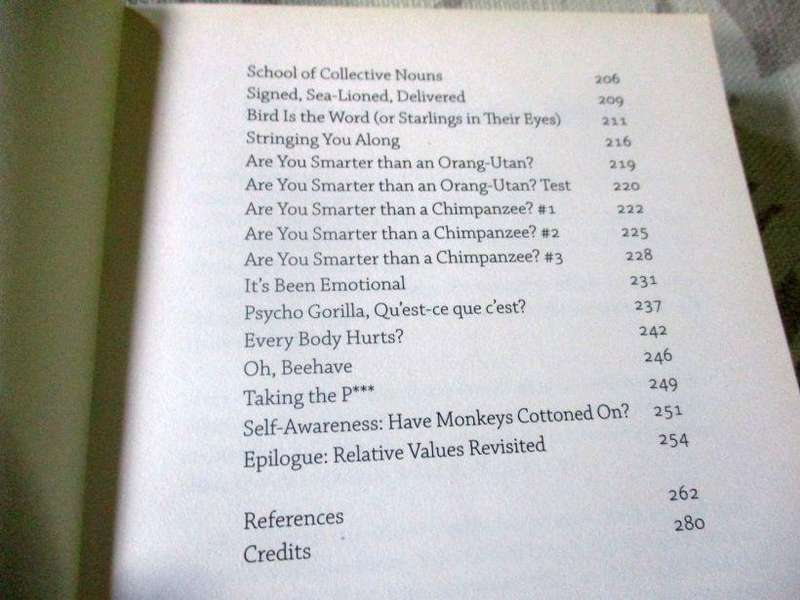 School of Collective Nouns 206
Signed, Sea-Lioned, Delivered 209
Bird Is the Word (or Starlings in Their Eyes) 211
Stringing You Along 216
Are You Smarter than an Orang-Utan? 219
Are You Smarter than an Orang-Utan? Test 220
Are You Smarter than a Chimpanzee? #1 222
Are You Smarter than a Chimpanzee? #2 225
Are You Smarter than a Chimpanzee? #3 228
It's Been Emotional 231
Psycho Gorilla, Qu'est-ce que c'est? 237
Every Body Hurts? 242
Oh, Beehave 246
Taking the P*** 249
Self-Awareness: Have Monkeys Cottoned On? 251
Epilogue: Relative Values Revisited 254
References 262
Credits 280